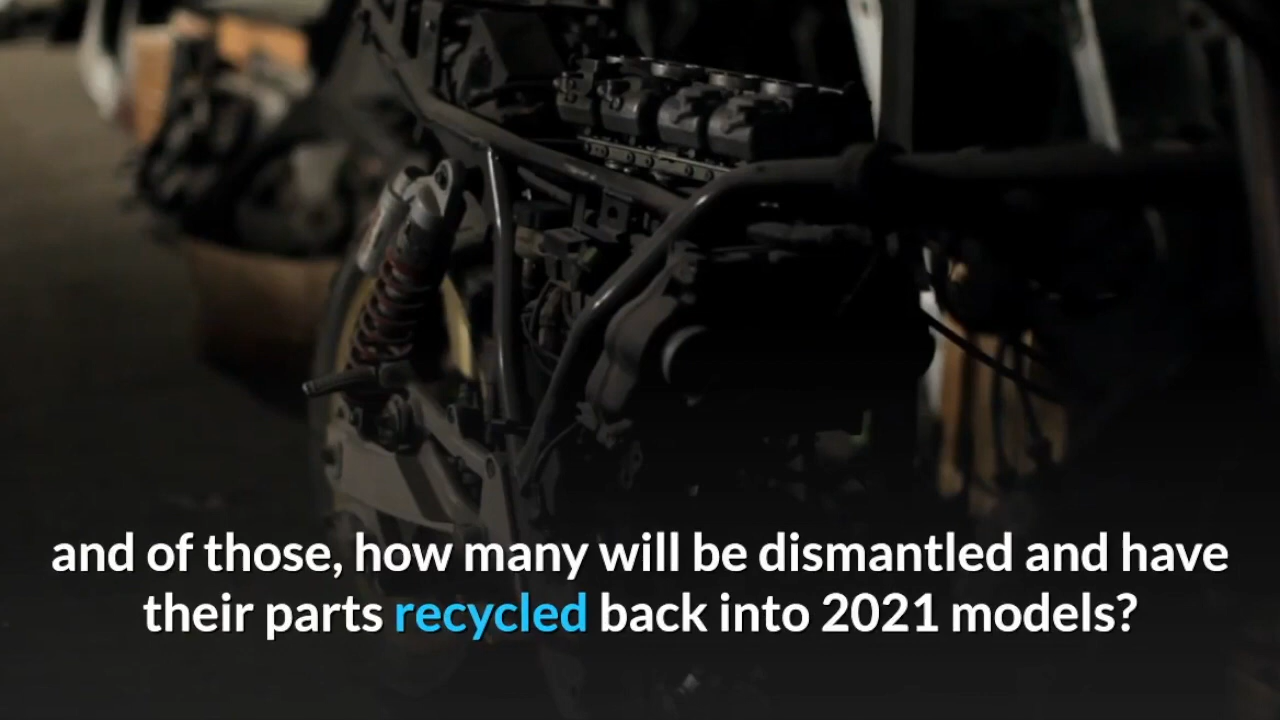 and of those, how many will be dismantled and have
their parts recycled back into 2021 models?